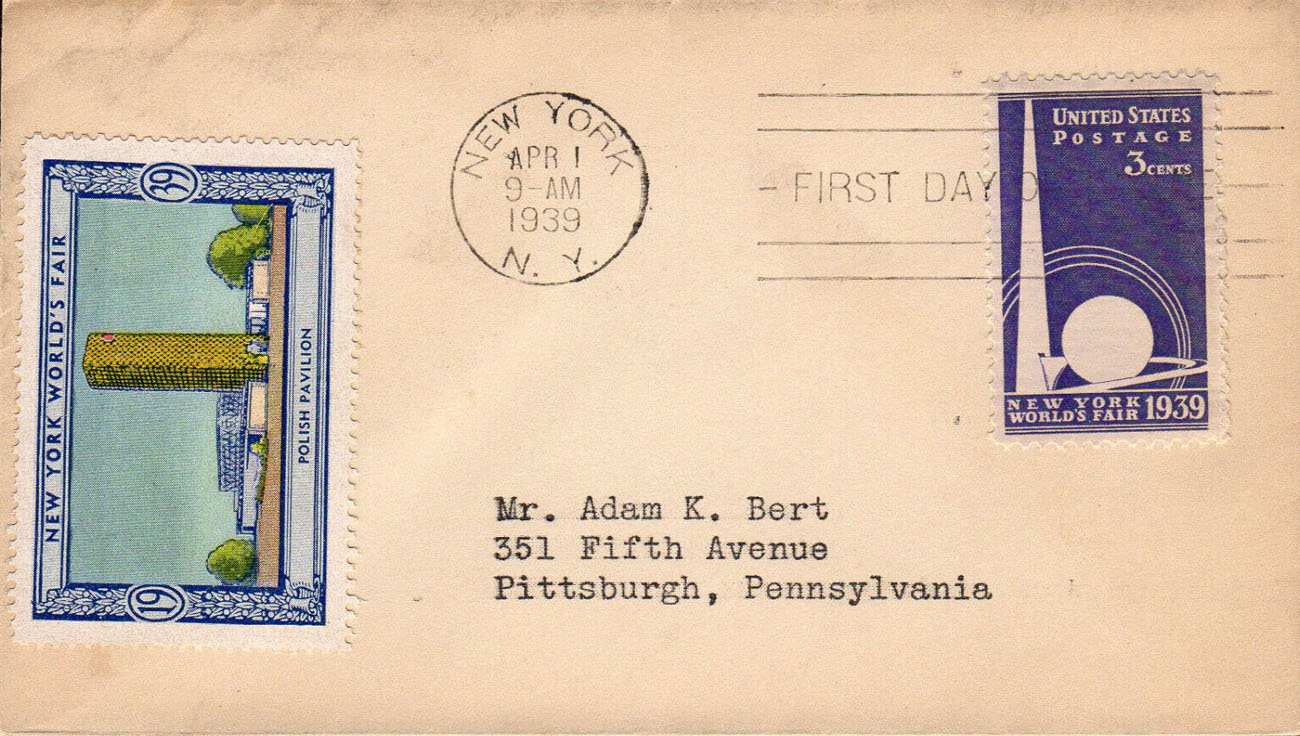 NEW YORK
APR 1
9-AM
1939
N. Y.
FIRST DAY O
UNITED STATES
POSTAGE
3 CENTS
NEW YORK
WORLD'S FAIR 1939
NEW YORK WORLD'S FAIR
19
39
POLISH PAVILION
Mr. Adam K. Bert
351 Fifth Avenue
Pittsburgh, Pennsylvania